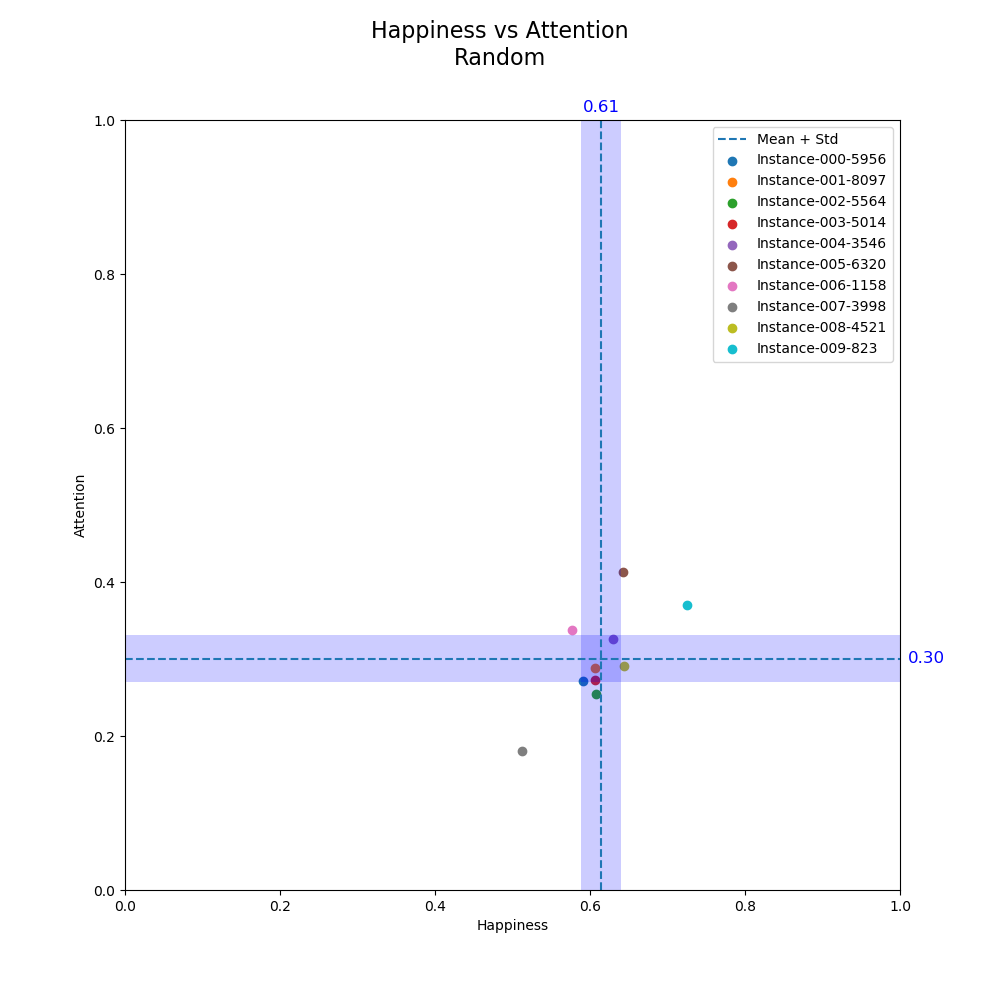 Happiness vs Attention
Random
0.61
1.0
0.8
0.6
0.4
0.2
0.0
Attention
Mean + Std
Instance-000-5956
Instance-001-8097
Instance-002-5564
Instance-003-5014
Instance-004-3546
Instance-005-6320
Instance-006-1158
Instance-007-3998
Instance-008-4521
Instance-009-823
0.30
0.0 0.2 0.4 0.6 0.8 1.0
Happiness